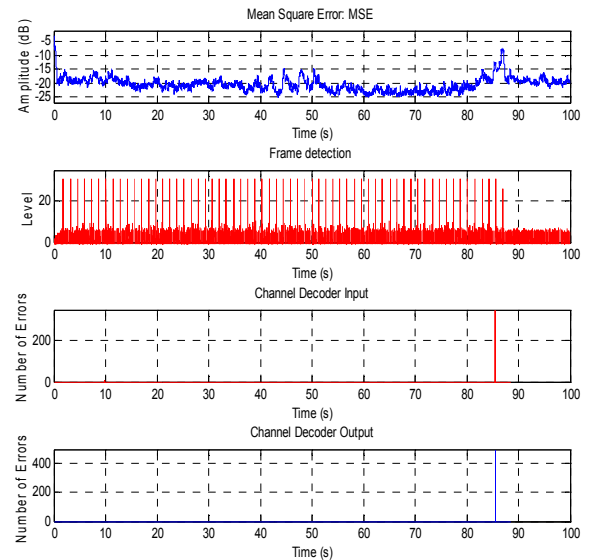 Mean Square Error: MSE
Amplitude (dB)
-5
-10
-15
-20
-25
0 10 20 30 40 50 60 70 80 90 100
Time (s)
Frame detection
Level
20
0
0 10 20 30 40 50 60 70 80 90 100
Time (s)
Channel Decoder Input
Number of Errors
200
0
0 10 20 30 40 50 60 70 80 90 100
Time (s)
Channel Decoder Output
Number of Errors
400
200
0
0 10 20 30 40 50 60 70 80 90 100
Time (s)